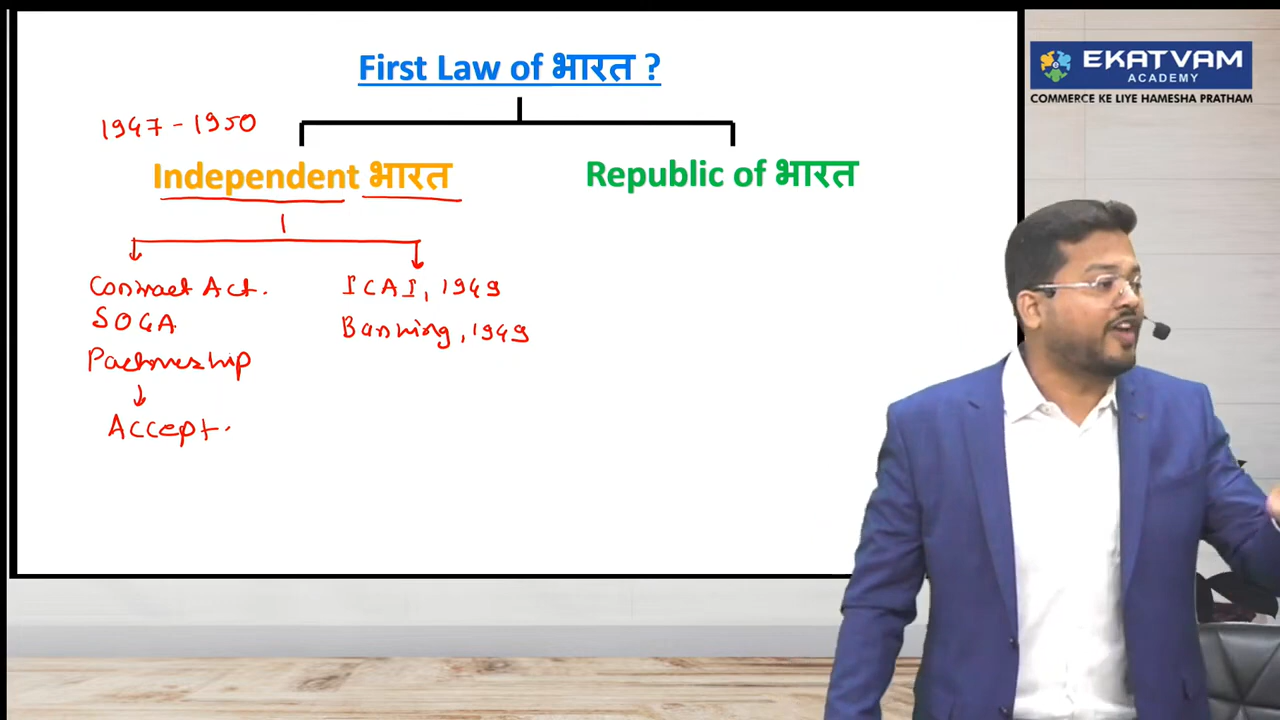 First Law of भारत ?
1947 - 1950
Independent भारत
Republic of भारत
Contract Act.
SOGA
Partnership
Accept.
ICAI, 1949
Banking, 1949
EKATVAM
ACADEMY
COMMERCE KE LIYE HAMESHA PRATHAM